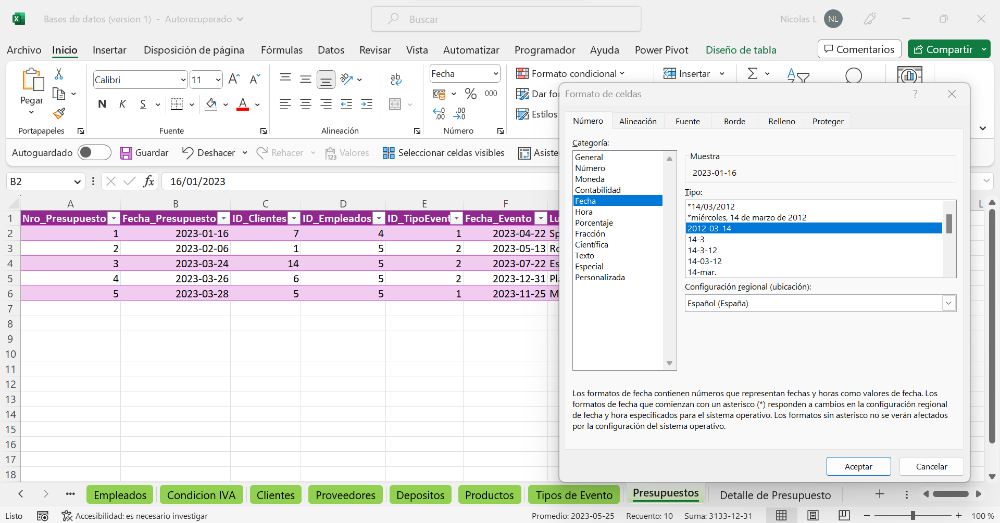 Bases de datos (version 1) - Autorecuperado
Buscar
Nicolas L NL
Archivo Inicio Insertar Disposición de página Fórmulas Datos Revisar Vista Automatizar Programador Ayuda Power Pivot Diseño de tabla Comentarios Compartir
Pegar
Portapapeles
Calibri 11
N K S
Fuente
Alineación
Fecha
% 000
Número
Formato condicional
Dar fo
Estilos
Insertar
Autoguardado Guardar Deshacer Rehacer Valores Seleccionar celdas visibles Asiste
B2 fx 16/01/2023
A B C D E F L
1 Nro_Presupuesto Fecha_Presupuesto ID_Clientes ID_Empleados ID_TipoEvent Fecha_Evento Lu
2 1 2023-01-16 7 4 1 2023-04-22 Sp
3 2 2023-02-06 1 5 2 2023-05-13 Ro
4 3 2023-03-24 14 5 2 2023-07-22 Es
5 4 2023-03-26 6 5 2 2023-12-31 Pl
6 5 2023-03-28 5 5 1 2023-11-25 M
7
8
9
10
11
12
13
14
15
16
17
18
Formato de celdas ?
Número Alineación Fuente Borde Relleno Proteger
Categoría:
General
Número
Moneda
Contabilidad
Fecha
Hora
Porcentaje
Fracción
Científica
Texto
Especial
Personalizada
Muestra
2023-01-16
Tipo:
*14/03/2012
*miércoles, 14 de marzo de 2012
2012-03-14
14-3
14-3-12
14-03-12
14-mar.
Configuración regional (ubicación):
Español (España)
Los formatos de fecha contienen números que representan fechas y horas como valores de fecha. Los
formatos de fecha que comienzan con un asterisco (*) responden a cambios en la configuración regional
de fecha y hora especificados para el sistema operativo. Los formatos sin asterisco no se verán afectados
por la configuración del sistema operativo.
Aceptar Cancelar
Empleados Condicion IVA Clientes Proveedores Depositos Productos Tipos de Evento Presupuestos Detalle de Presupuesto
Listo Accesibilidad: es necesario investigar Promedio: 2023-05-25 Recuento: 10 Suma: 3133-12-31 100 %